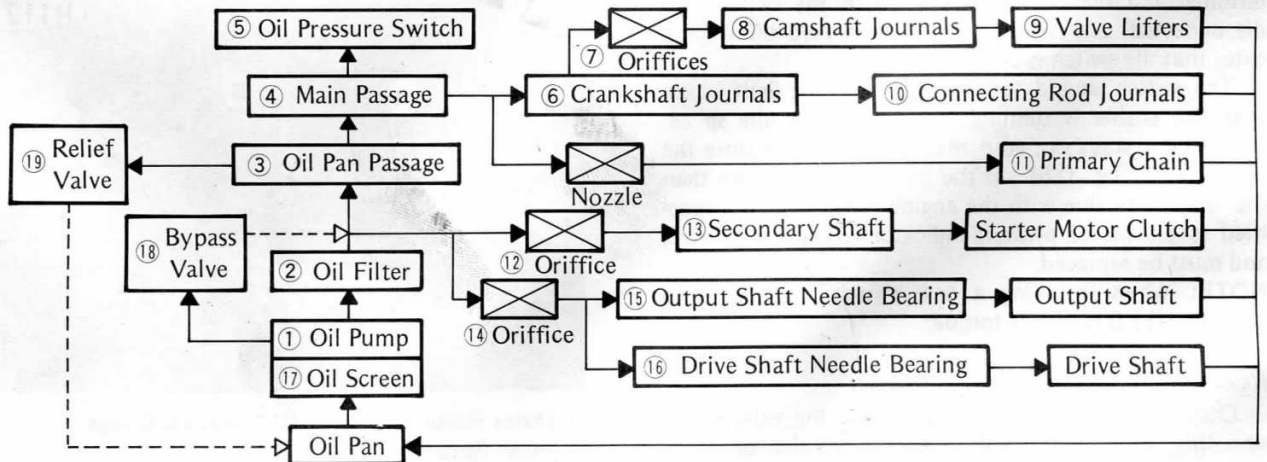 ⑤ Oil Pressure Switch
⑦ Oriffices
⑧ Camshaft Journals
⑨ Valve Lifters
④ Main Passage
⑥ Crankshaft Journals
⑩ Connecting Rod Journals
⑲ Relief
Valve
③ Oil Pan Passage
Nozzle
⑪ Primary Chain
⑱ Bypass
Valve
② Oil Filter
⑫ Oriffice
⑬ Secondary Shaft
Starter Motor Clutch
⑭ Oriffice
⑮ Output Shaft Needle Bearing
Output Shaft
① Oil Pump
⑰ Oil Screen
⑯ Drive Shaft Needle Bearing
Drive Shaft
Oil Pan